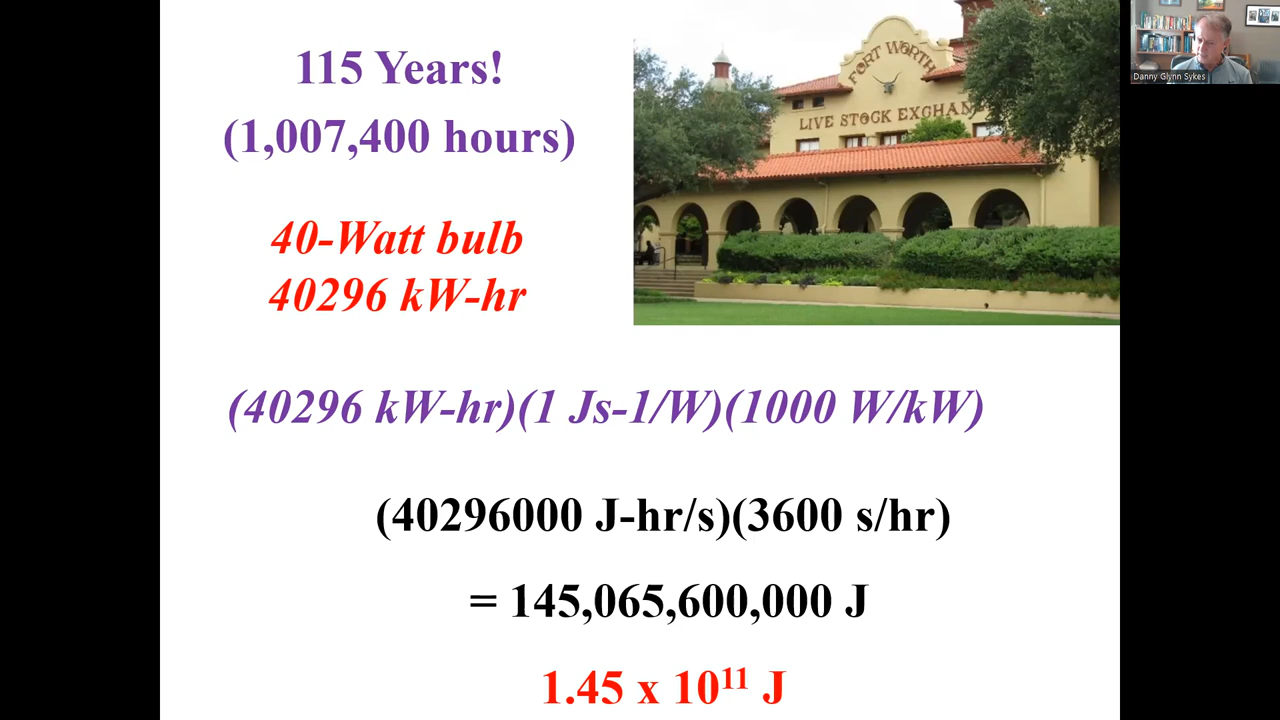 115 Years!
(1,007,400 hours)
40-Watt bulb
40296 kW-hr
FORT WORTH
LIVE STOCK EXCHAN
Danny Glynn Sykes
(40296 kW-hr)(1 Js-1/W)(1000 W/kW)
(40296000 J-hr/s)(3600 s/hr)
= 145,065,600,000 J
1.45 x 10¹¹ J